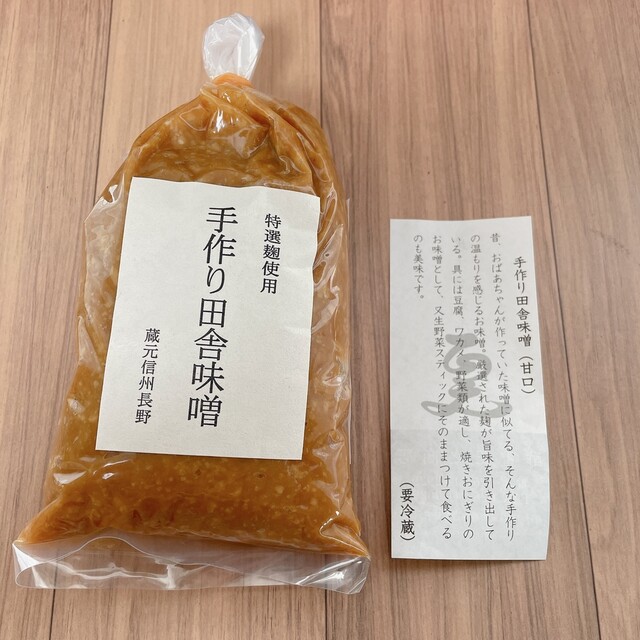 特選麹使用
手作り田舎味噌
蔵元信州長野
手作り田舎味噌（甘口）
昔、おばあちゃんが作っていた味噌に似てる、そんな手作り
の温もりを感じるお味噌。厳選された麹が旨味を引き出して
いる。具には豆腐、ワカメ、野菜類が適し、焼きおにぎりの
お味噌として、又生野菜スティックにそのままつけて食べる
のも美味です。
（要冷蔵）